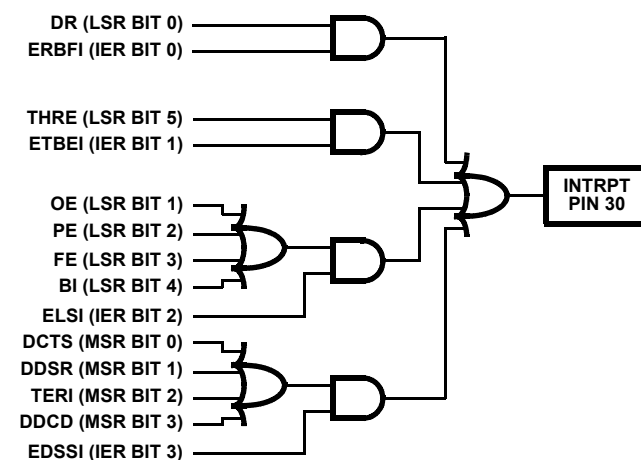 DR (LSR BIT 0)
ERBFI (IER BIT 0)
THRE (LSR BIT 5)
ETBEI (IER BIT 1)
OE (LSR BIT 1)
PE (LSR BIT 2)
FE (LSR BIT 3)
BI (LSR BIT 4)
ELSI (IER BIT 2)
DCTS (MSR BIT 0)
DDSR (MSR BIT 1)
TERI (MSR BIT 2)
DDCD (MSR BIT 3)
EDSSI (IER BIT 3)
INTRPT
PIN 30